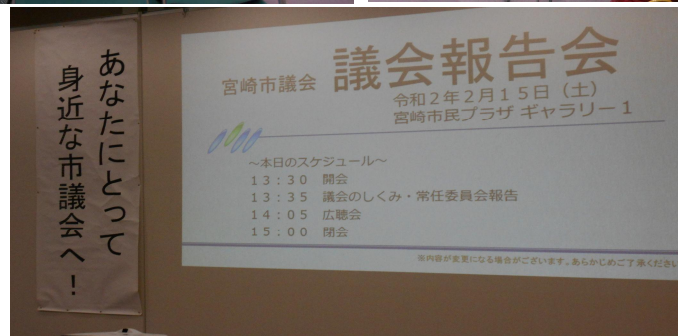 あなたにとって
身近な市議会へ！
宮崎市議会 議会報告会
令和２年２月１５日（土）
宮崎市民プラザ ギャラリー１
～本日のスケジュール～
１３：３０ 開会
１３：３５ 議会のしくみ・常任委員会報告
１４：０５ 広聴会
１５：００ 閉会
※内容が変更になる場合がございます。あらかじめご了承ください